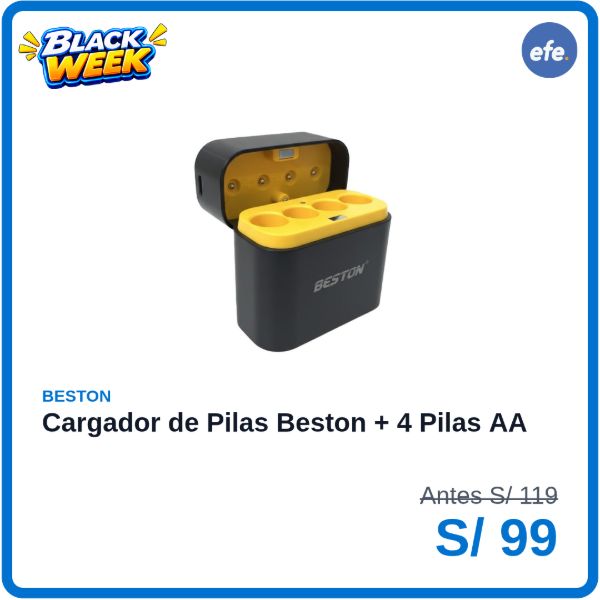 BLACK
WEEK
efe.
BESTON®
BESTON
Cargador de Pilas Beston + 4 Pilas AA
Antes S/ 119
S/ 99